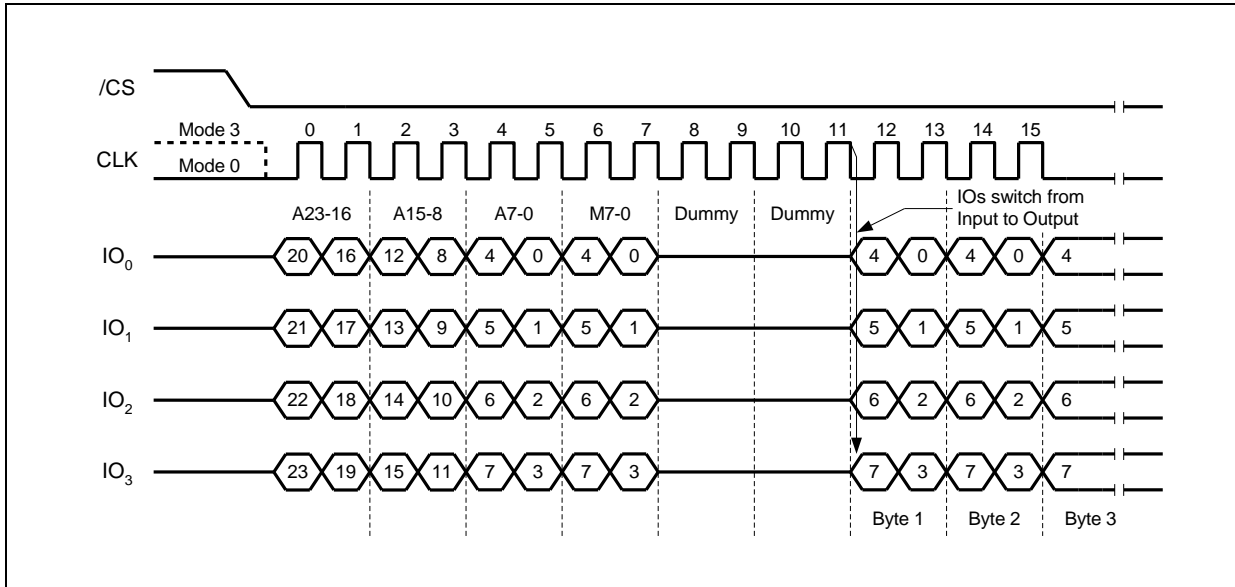 /CS
Mode 3 0 1 2 3 4 5 6 7 8 9 10 11 12 13 14 15
CLK
Mode 0
A23-16 A15-8 A7-0 M7-0 Dummy Dummy
IOs switch from
Input to Output
IO0 20 16 12 8 4 0 4 0 4 0 4 0 4
IO1 21 17 13 9 5 1 5 1 5 1 5 1 5
IO2 22 18 14 10 6 2 6 2 6 2 6 2 6
IO3 23 19 15 11 7 3 7 3 7 3 7 3 7
Byte 1 Byte 2 Byte 3